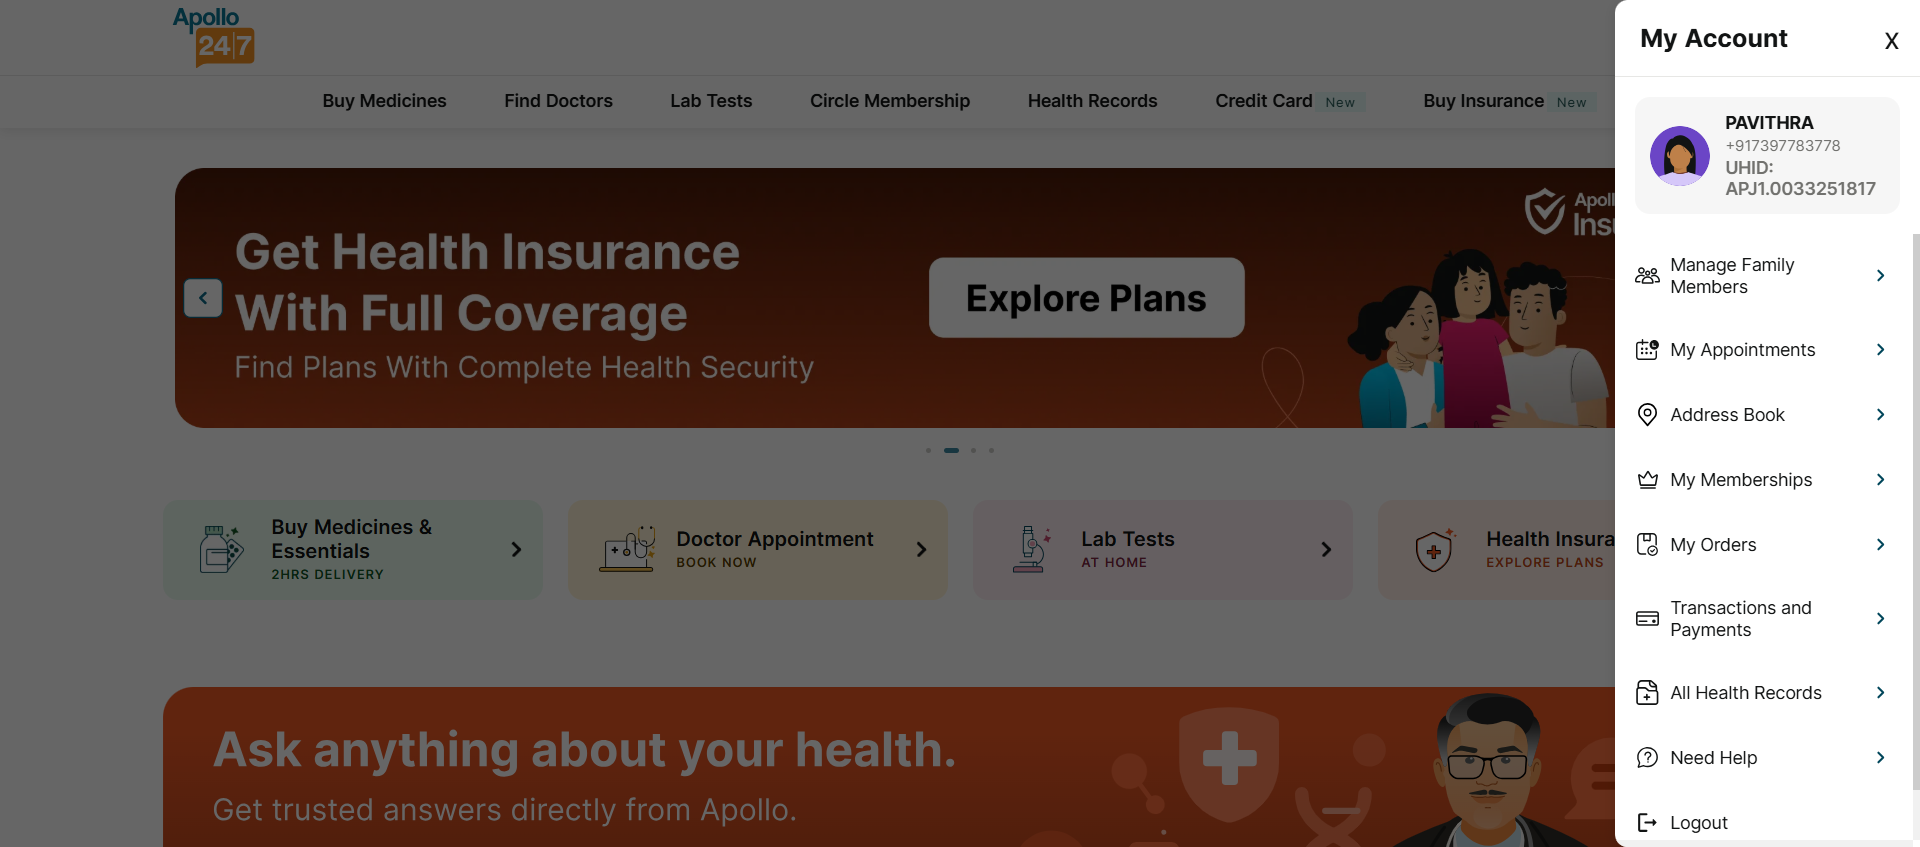 Apollo
24|7
Buy Medicines
Find Doctors
Lab Tests
Circle Membership
Health Records
Credit Card New
Buy Insurance New
Get Health Insurance
With Full Coverage
Find Plans With Complete Health Security
Explore Plans
Apoll
Insu
Buy Medicines &
Essentials
2HRS DELIVERY
Doctor Appointment
BOOK NOW
Lab Tests
AT HOME
Health Insura
EXPLORE PLANS
Ask anything about your health.
Get trusted answers directly from Apollo.
My Account
X
PAVITHRA
+917397783778
UHID:
APJ1.0033251817
Manage Family
Members
My Appointments
Address Book
My Memberships
My Orders
Transactions and
Payments
All Health Records
Need Help
Logout